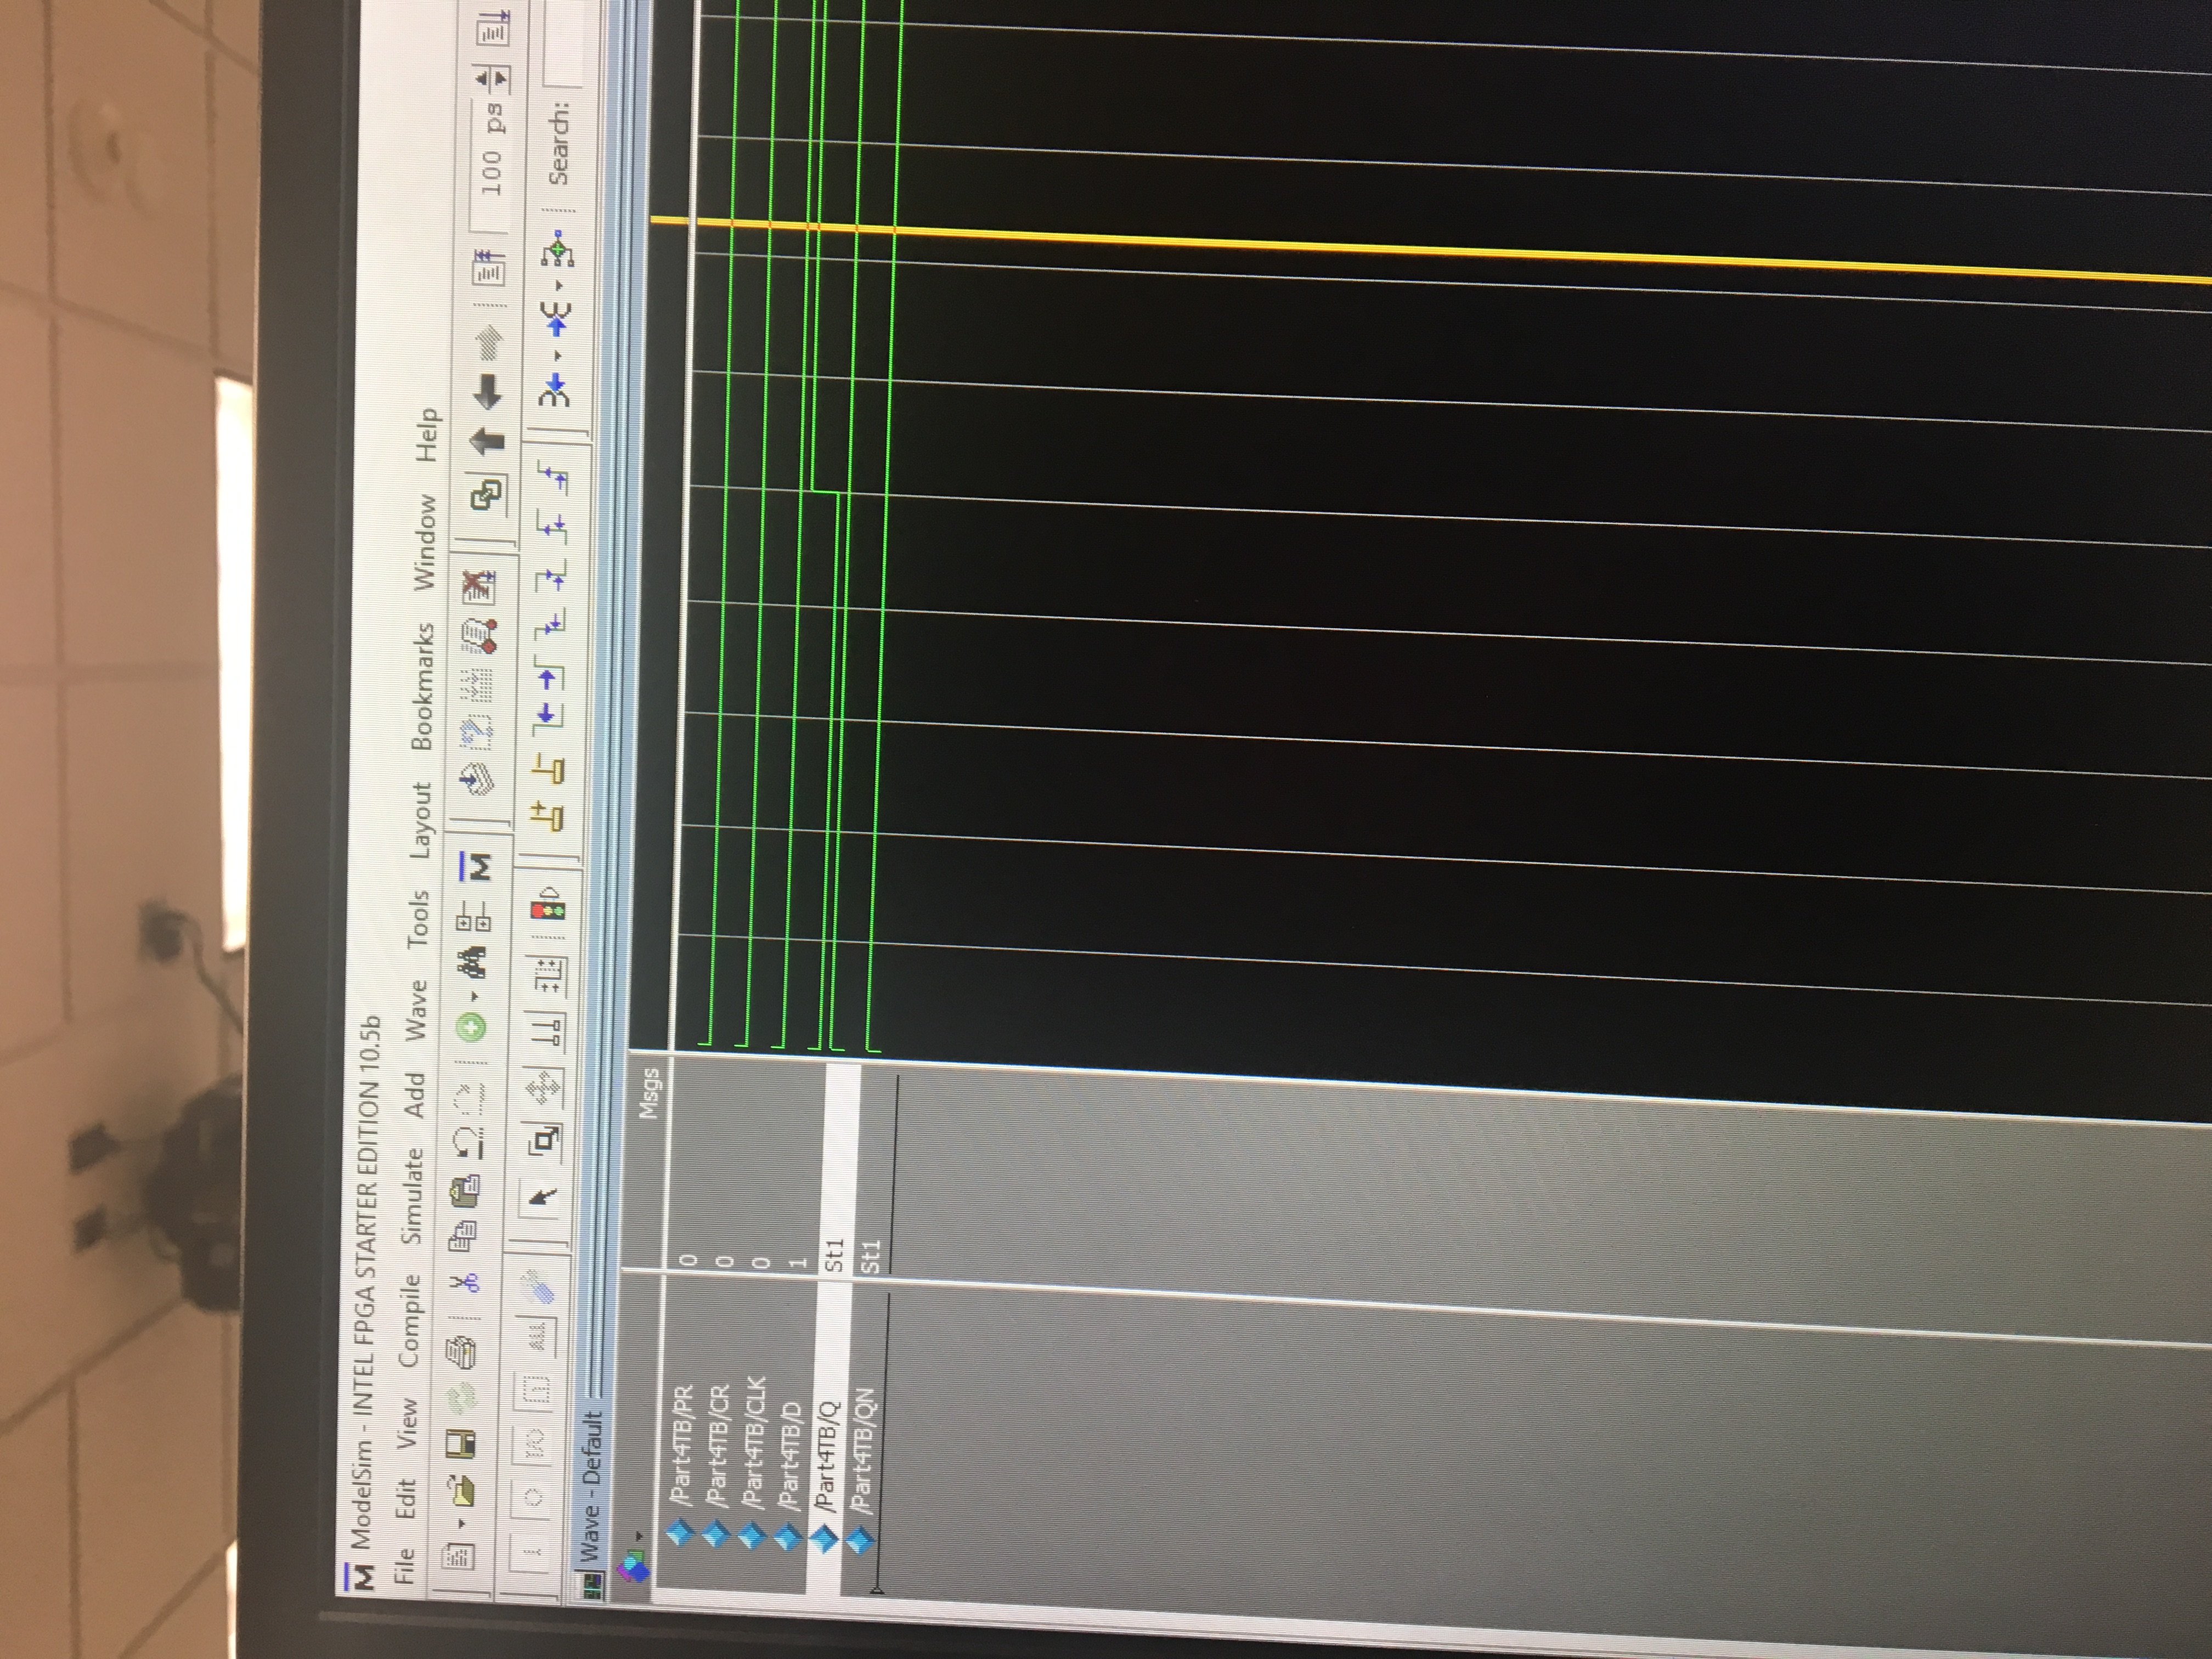 M ModelSim - INTEL FPGA STARTER EDITION 10.5b
File Edit View Compile Simulate Add Wave Tools Layout Bookmarks Window Help
M 100 ps
ALL Search:
Wave - Default
Msgs
/Part4TB/PR 0
/Part4TB/CR 0
/Part4TB/CLK 0
/Part4TB/D 1
/Part4TB/Q St1
/Part4TB/QN St1